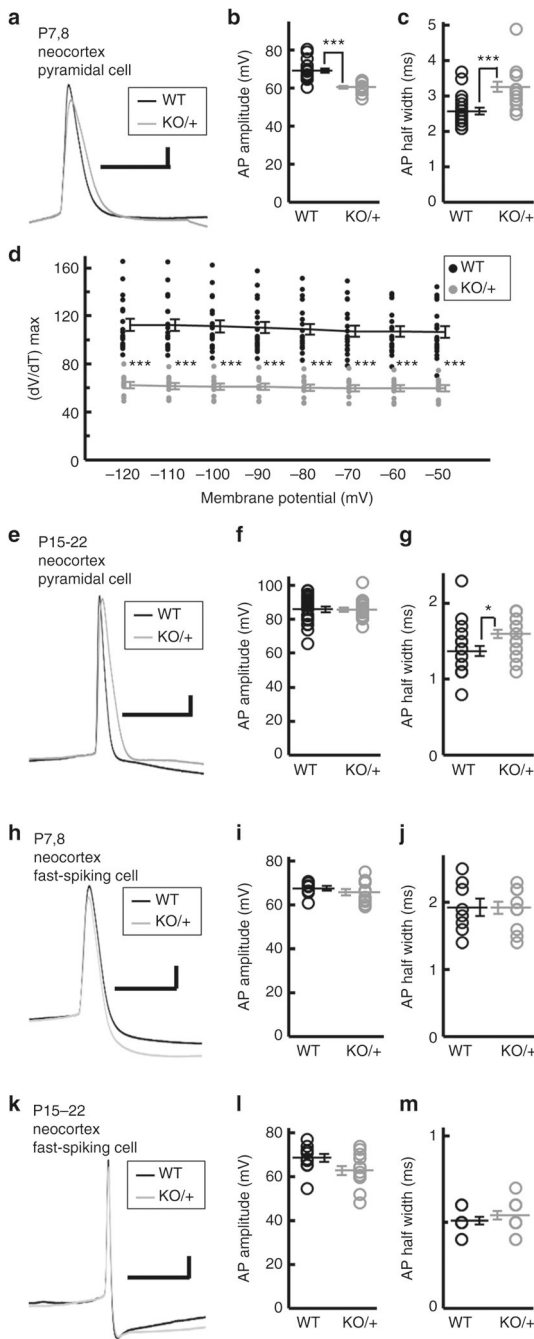 a
P7,8
neocortex
pyramidal cell
WT
KO/+
b
AP amplitude (mV)
80
60
40
20
0
***
WT KO/+
c
AP half width (ms)
5
4
3
2
1
0
***
WT KO/+
d
(dV/dT) max
160
120
80
60
0
WT
KO/+
*** *** *** *** *** *** *** ***
−120 −110 −100 −90 −80 −70 −60 −50
Membrane potential (mV)
e
P15-22
neocortex
pyramidal cell
WT
KO/+
f
AP amplitude (mV)
100
80
60
40
20
0
WT KO/+
g
AP half width (ms)
2
1
0
*
WT KO/+
h
P7,8
neocortex
fast-spiking cell
WT
KO/+
i
AP amplitude (mV)
80
60
40
20
0
WT KO/+
j
AP half width (ms)
2
1
0
WT KO/+
k
P15–22
neocortex
fast-spiking cell
WT
KO/+
l
AP amplitude (mV)
80
60
40
20
0
WT KO/+
m
AP half width (ms)
1
0
WT KO/+